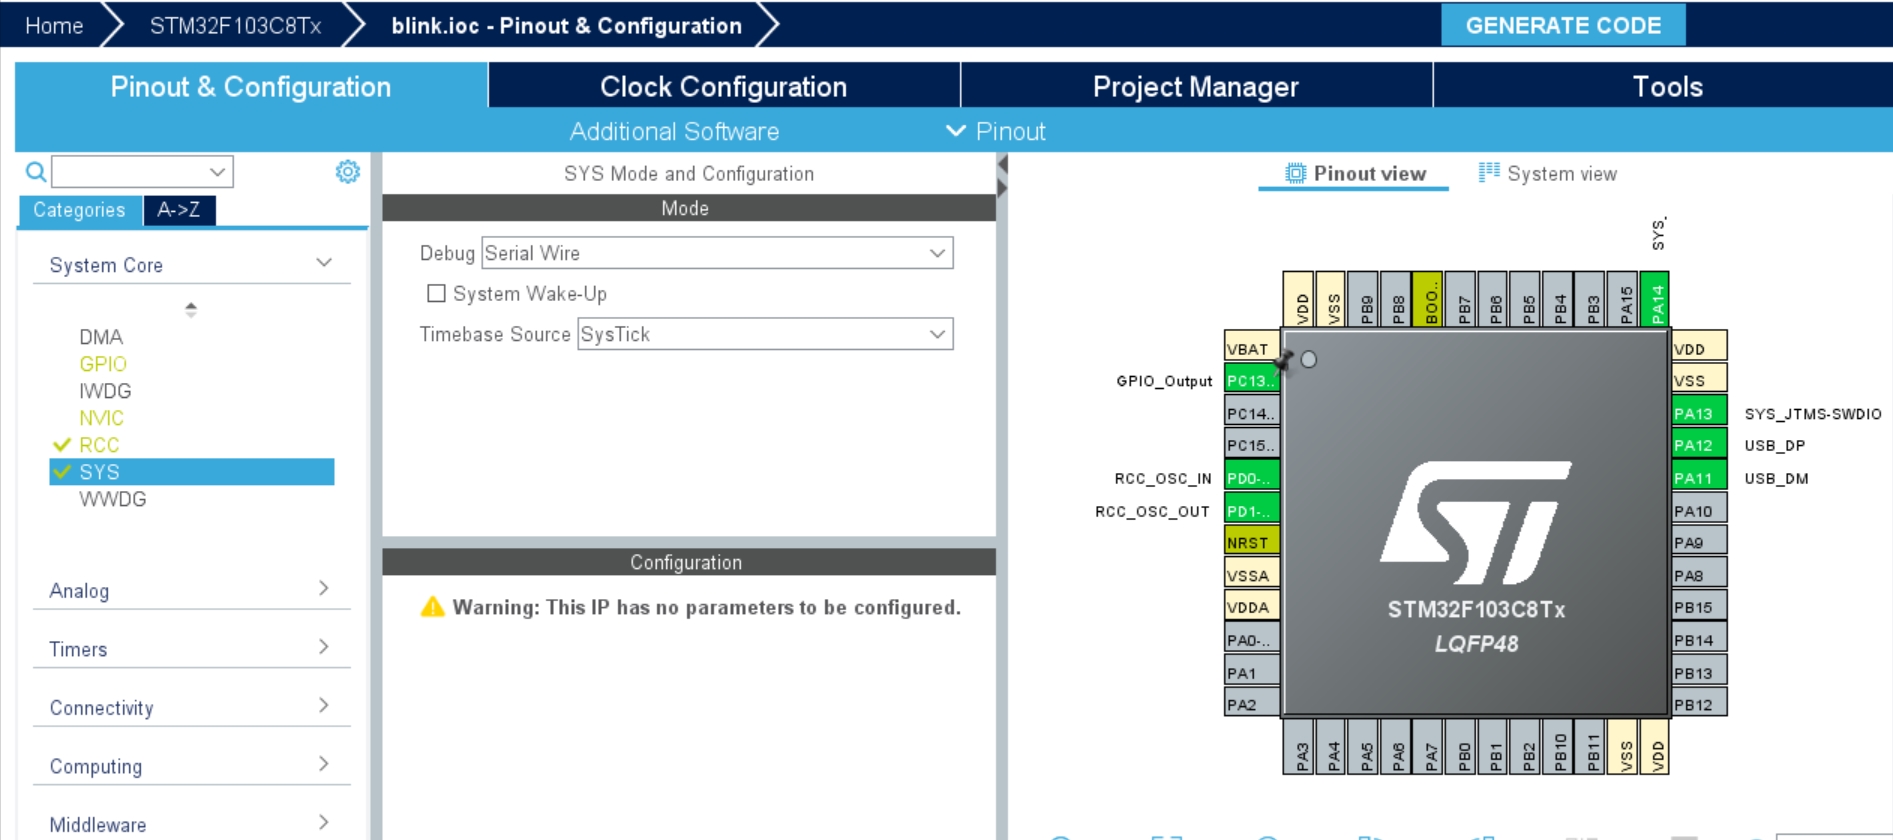 Home STM32F103C8Tx blink.ioc - Pinout & Configuration GENERATE CODE
Pinout & Configuration Clock Configuration Project Manager Tools
Additional Software Pinout
SYS Mode and Configuration
Pinout view System view
Categories A->Z
Mode
System Core
Debug Serial Wire
System Wake-Up
Timebase Source SysTick
DMA
GPIO
IWDG
NVIC
RCC
SYS
WWDG
Configuration
Warning: This IP has no parameters to be configured.
Analog
Timers
Connectivity
Computing
Middleware
SYS_
VDD VSS PB9 PB8 BOO.. PB7 PB6 PB5 PB4 PB3 PA15 PA14
VBAT
GPIO_Output PC13..
PC14..
PC15..
RCC_OSC_IN PD0-..
RCC_OSC_OUT PD1-..
NRST
VSSA
VDDA
PA0-..
PA1
PA2
ST
STM32F103C8Tx
LQFP48
VDD
VSS
PA13 SYS_JTMS-SWDIO
PA12 USB_DP
PA11 USB_DM
PA10
PA9
PA8
PB15
PB14
PB13
PB12
PA3 PA4 PA5 PA6 PA7 PB0 PB1 PB2 PB10 PB11 VSS VDD